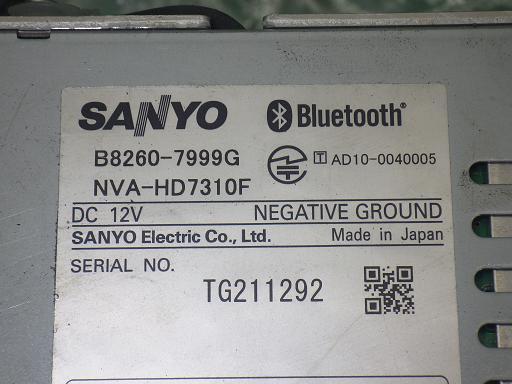 SANYO Bluetooth®
B8260-7999G
T AD10-0040005
NVA-HD7310F
DC 12V NEGATIVE GROUND
SANYO Electric Co., Ltd. Made in Japan
SERIAL NO.
TG211292